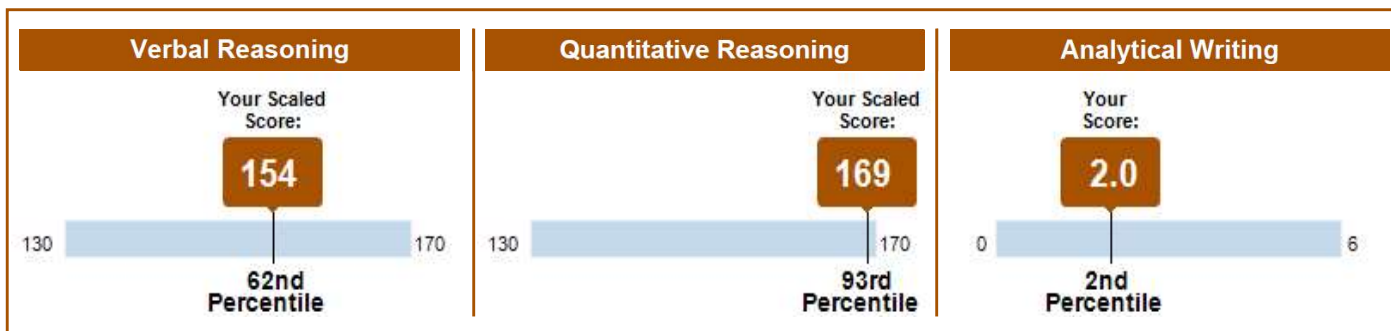 Verbal Reasoning
Your Scaled
Score:
154
130
170
62nd
Percentile
Quantitative Reasoning
Your Scaled
Score:
169
130
170
93rd
Percentile
Analytical Writing
Your
Score:
2.0
0
6
2nd
Percentile